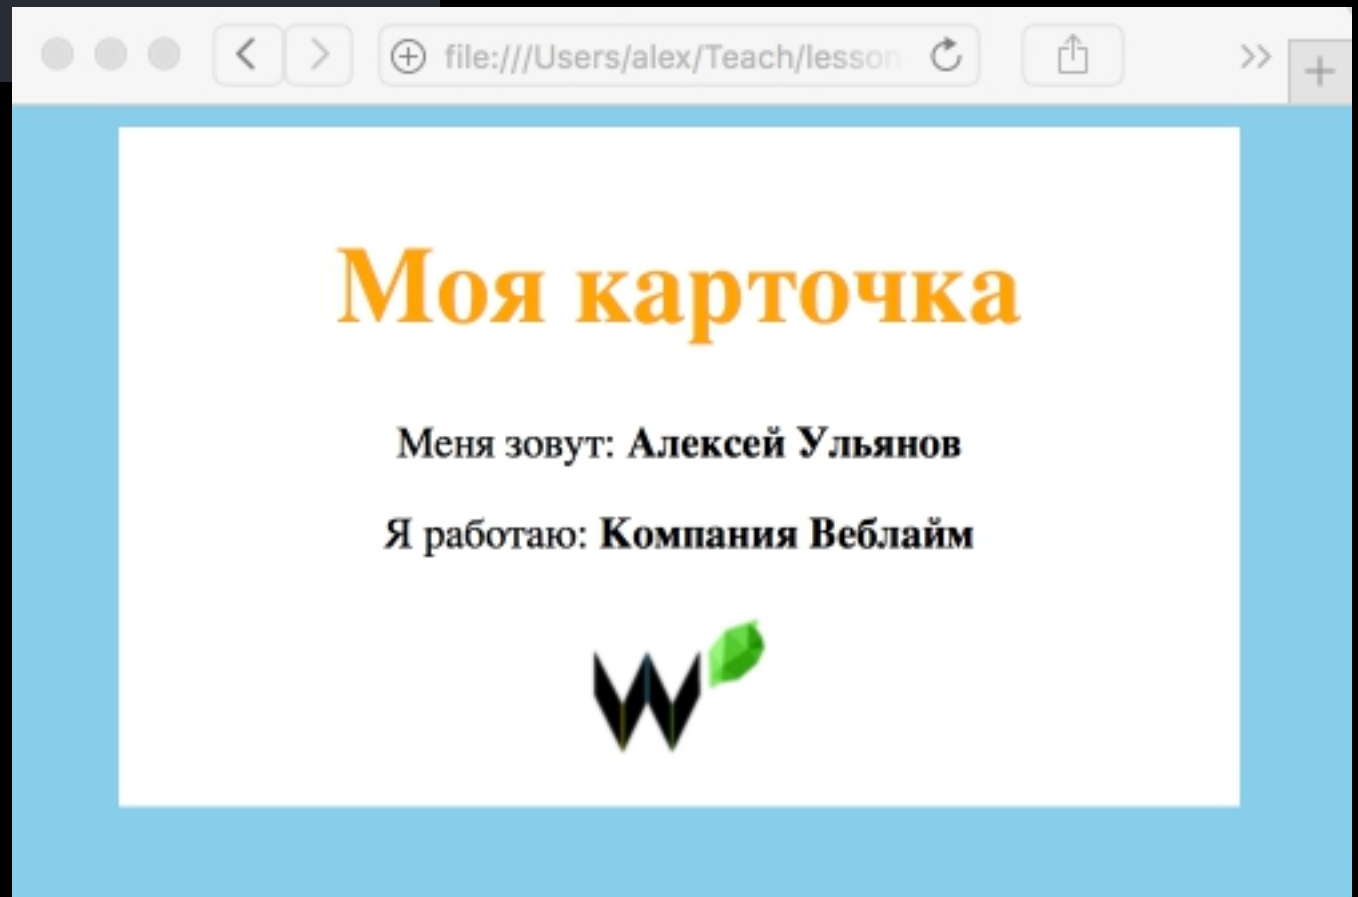 file:///Users/alex/Teach/lesson
Моя карточка
Меня зовут: Алексей Ульянов
Я работаю: Компания Веблайм
W